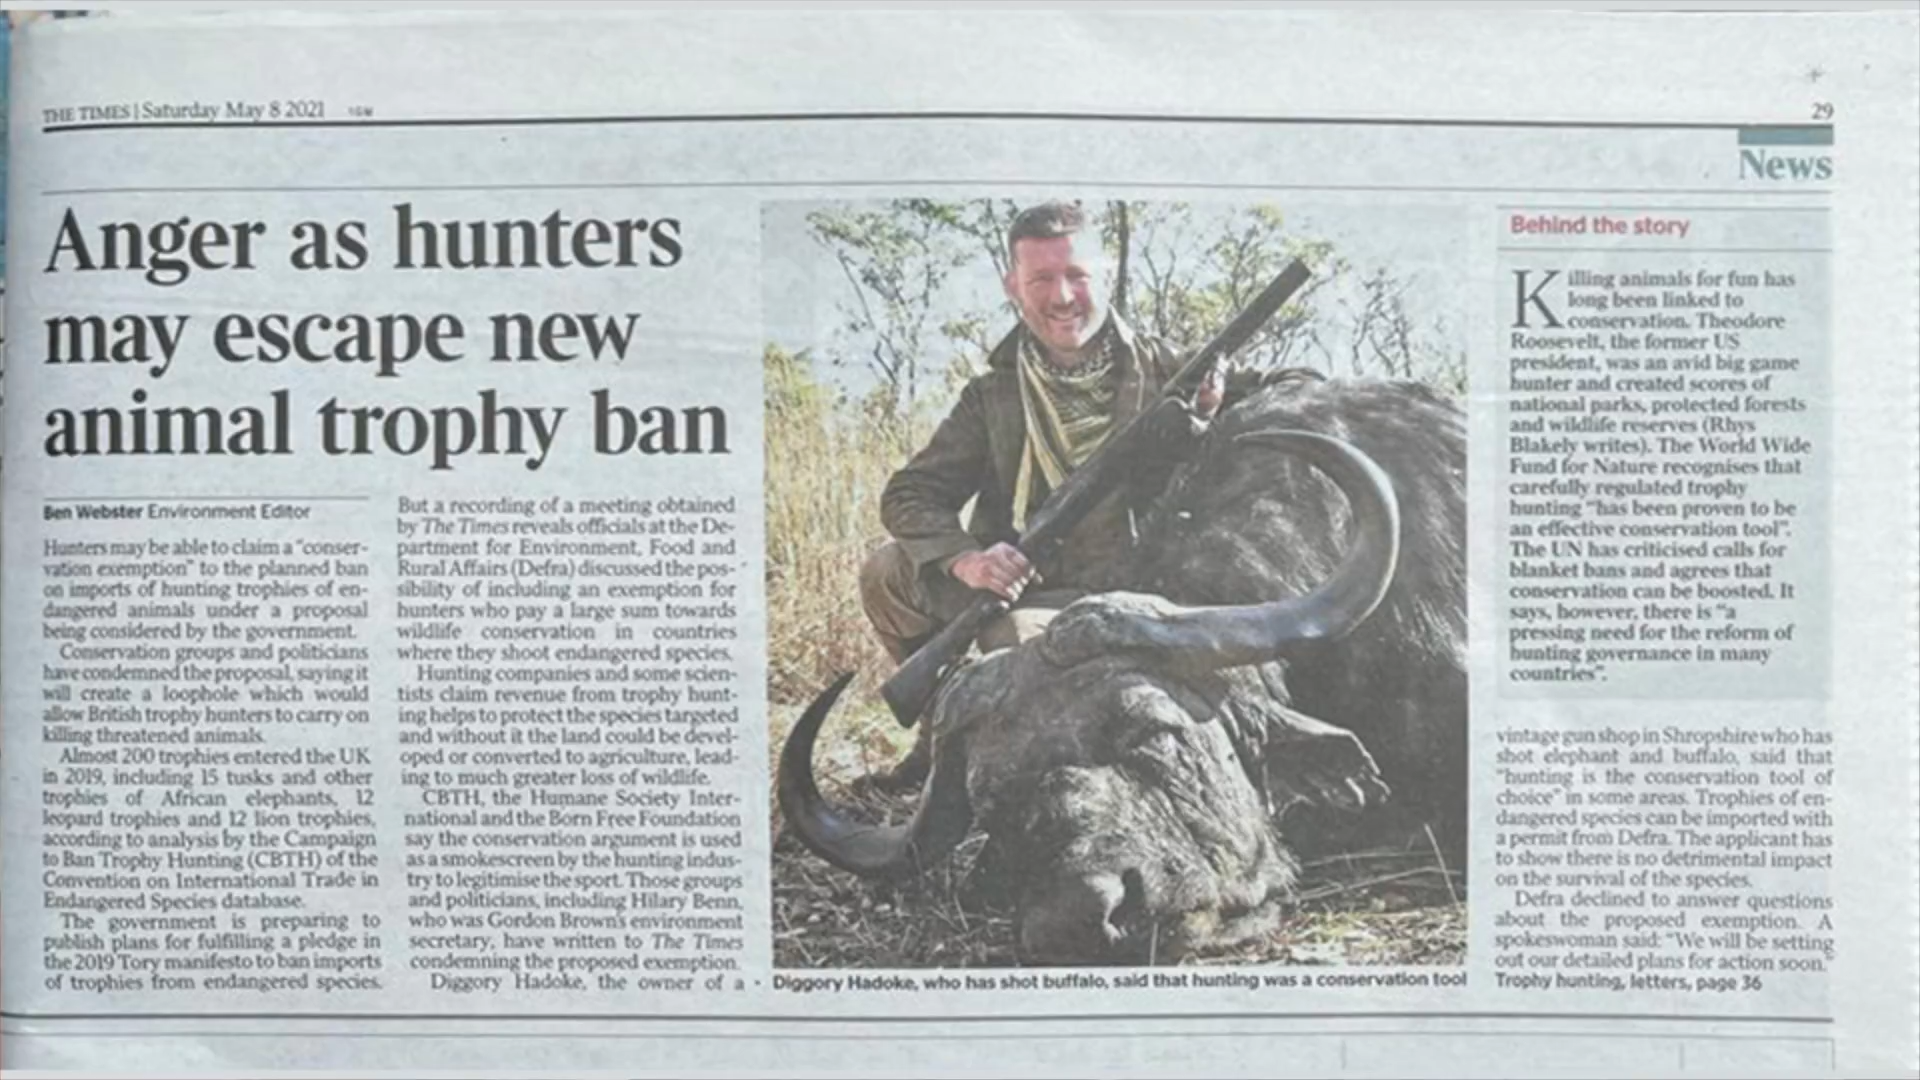 THE TIMES | Saturday May 8 2021
29
News
Anger as hunters
may escape new
animal trophy ban
Ben Webster Environment Editor
Hunters may be able to claim a "conser-
vation exemption" to the planned ban
on imports of hunting trophies of en-
dangered animals under a proposal
being considered by the government.
Conservation groups and politicians
have condemned the proposal, saying it
will create a loophole which would
allow British trophy hunters to carry on
killing threatened animals.
Almost 200 trophies entered the UK
in 2019, including 15 tusks and other
trophies of African elephants, 12
leopard trophies and 12 lion trophies,
according to analysis by the Campaign
to Ban Trophy Hunting (CBTH) of the
Convention on International Trade in
Endangered Species database.
The government is preparing to
publish plans for fulfilling a pledge in
the 2019 Tory manifesto to ban imports
of trophies from endangered species.
But a recording of a meeting obtained
by The Times reveals officials at the De-
partment for Environment, Food and
Rural Affairs (Defra) discussed the pos-
sibility of including an exemption for
hunters who pay a large sum towards
wildlife conservation in countries
where they shoot endangered species.
Hunting companies and some scien-
tists claim revenue from trophy hunt-
ing helps to protect the species targeted
and without it the land could be devel-
oped or converted to agriculture, lead-
ing to much greater loss of wildlife.
CBTH, the Humane Society Inter-
national and the Born Free Foundation
say the conservation argument is used
as a smokescreen by the hunting indus-
try to legitimise the sport. Those groups
and politicians, including Hilary Benn,
who was Gordon Brown's environment
secretary, have written to The Times
condemning the proposed exemption.
Diggory Hadoke, the owner of a
Diggory Hadoke, who has shot buffalo, said that hunting was a conservation tool
Behind the story
Killing animals for fun has
long been linked to
conservation. Theodore
Roosevelt, the former US
president, was an avid big game
hunter and created scores of
national parks, protected forests
and wildlife reserves (Rhys
Blakely writes). The World Wide
Fund for Nature recognises that
carefully regulated trophy
hunting "has been proven to be
an effective conservation tool".
The UN has criticised calls for
blanket bans and agrees that
conservation can be boosted. It
says, however, there is "a
pressing need for the reform of
hunting governance in many
countries".
vintage gun shop in Shropshire who has
shot elephant and buffalo, said that
"hunting is the conservation tool of
choice" in some areas. Trophies of en-
dangered species can be imported with
a permit from Defra. The applicant has
to show there is no detrimental impact
on the survival of the species.
Defra declined to answer questions
about the proposed exemption. A
spokeswoman said: "We will be setting
out our detailed plans for action soon."
Trophy hunting, letters, page 36